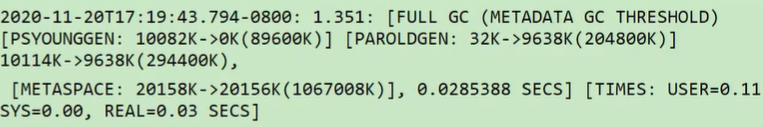 2020-11-20T17:19:43.794-0800: 1.351: [FULL GC (METADATA GC THRESHOLD)
[PSYOUNGGEN: 10082K->0K(89600K)] [PAROLDGEN: 32K->9638K(204800K)]
10114K->9638K(294400K),
[METASPACE: 20158K->20156K(1067008K)], 0.0285388 SECS] [TIMES: USER=0.11
SYS=0.00, REAL=0.03 SECS]